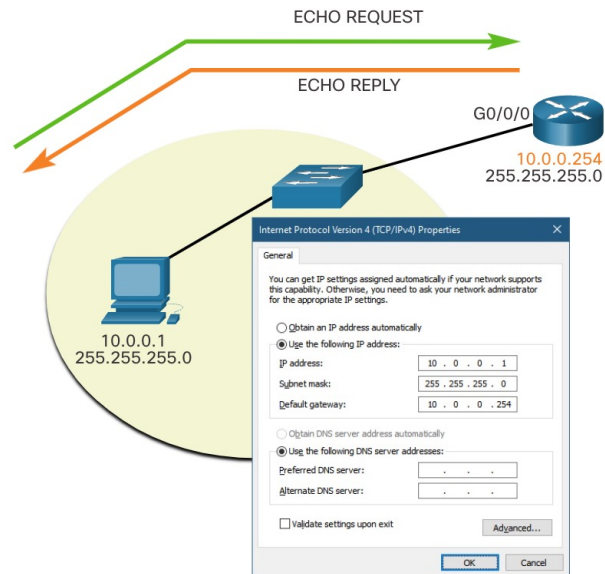 ECHO REQUEST
ECHO REPLY
G0/0/0
10.0.0.254
255.255.255.0
10.0.0.1
255.255.255.0
Internet Protocol Version 4 (TCP/IPv4) Properties
General
You can get IP settings assigned automatically if your network supports
this capability. Otherwise, you need to ask your network administrator
for the appropriate IP settings.
Obtain an IP address automatically
Use the following IP address:
IP address: 10 . 0 . 0 . 1
Subnet mask: 255 . 255 . 255 . 0
Default gateway: 10 . 0 . 0 . 254
Obtain DNS server address automatically
Use the following DNS server addresses:
Preferred DNS server: . . .
Alternate DNS server: . . .
Validate settings upon exit
Advanced...
OK Cancel